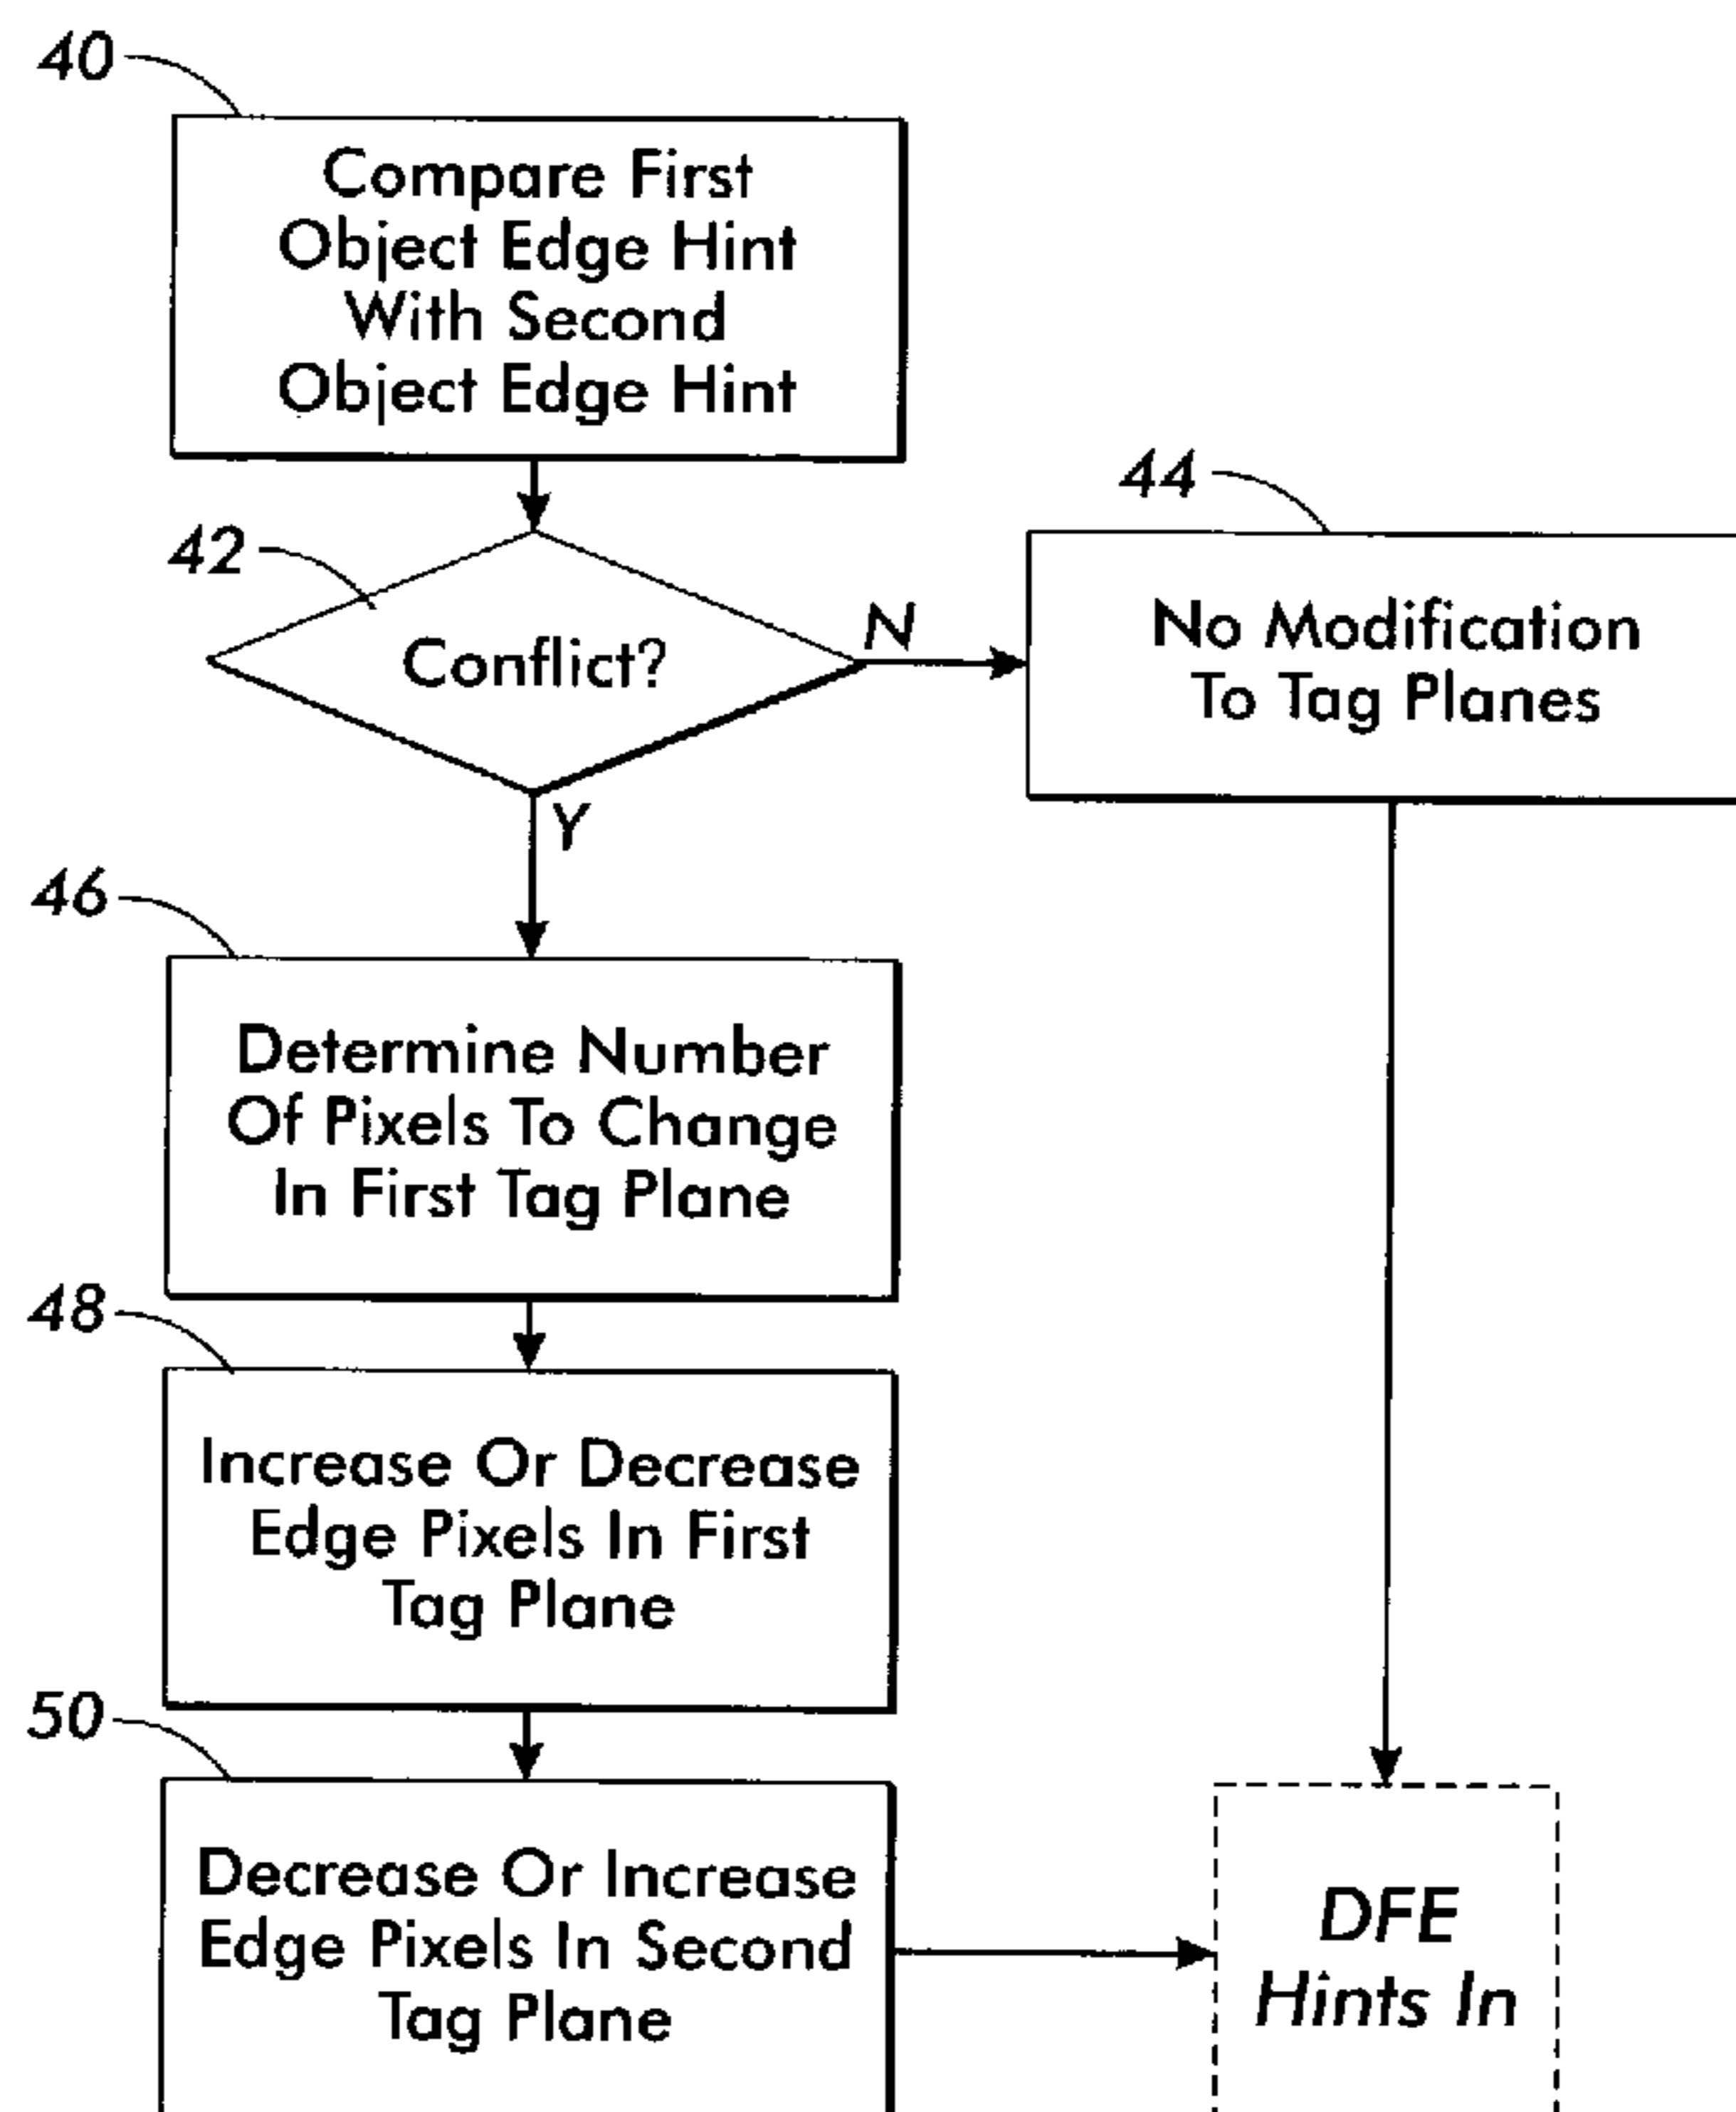 40
Compare First
Object Edge Hint
With Second
Object Edge Hint
42
Conflict?
N
44
No Modification
To Tag Planes
Y
46
Determine Number
Of Pixels To Change
In First Tag Plane
48
Increase Or Decrease
Edge Pixels In First
Tag Plane
50
Decrease Or Increase
Edge Pixels In Second
Tag Plane
DFE
Hints In